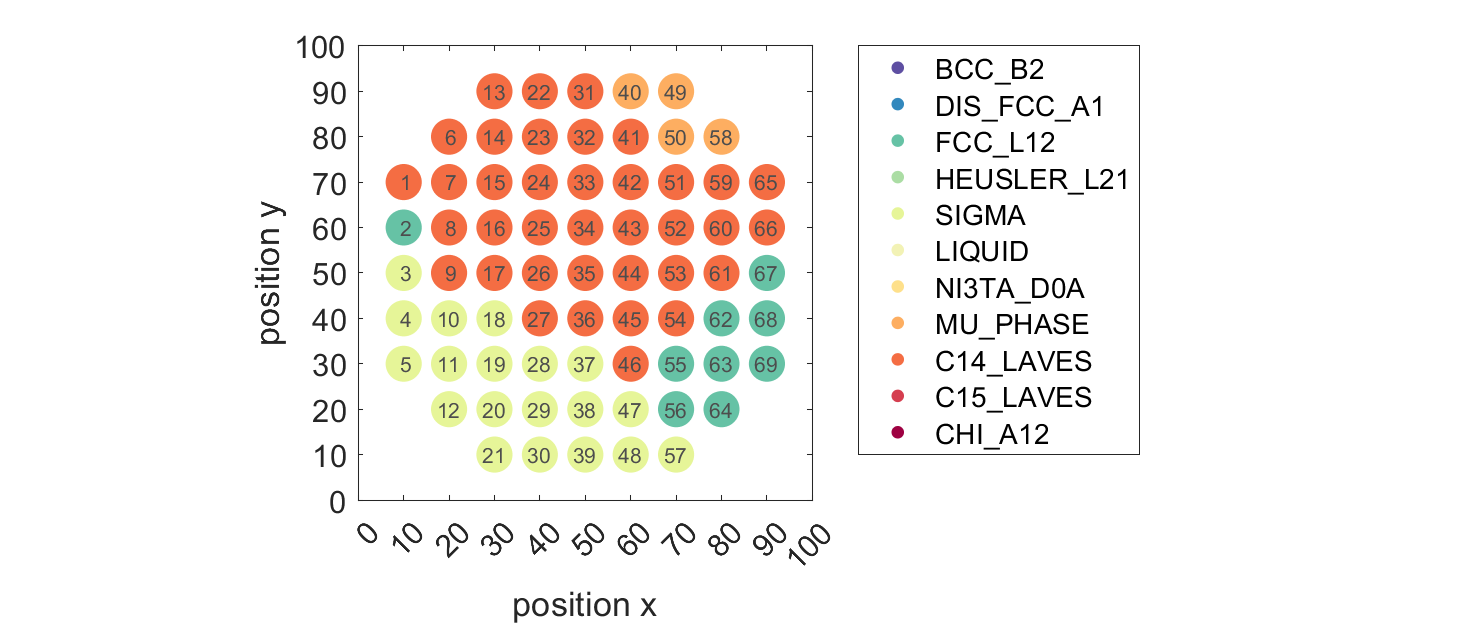 100
90
80
70
60
50
40
30
20
10
0
position y
13 22 31 40 49
6 14 23 32 41 50 58
1 7 15 24 33 42 51 59 65
2 8 16 25 34 43 52 60 66
3 9 17 26 35 44 53 61 67
4 10 18 27 36 45 54 62 68
5 11 19 28 37 46 55 63 69
12 20 29 38 47 56 64
21 30 39 48 57
0 10 20 30 40 50 60 70 80 90 100
position x
BCC_B2
DIS_FCC_A1
FCC_L12
HEUSLER_L21
SIGMA
LIQUID
NI3TA_D0A
MU_PHASE
C14_LAVES
C15_LAVES
CHI_A12